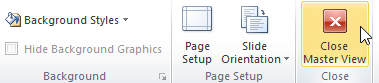 Background Styles
Hide Background Graphics
Background
Page Setup
Slide Orientation
Page Setup
Close Master View
Close